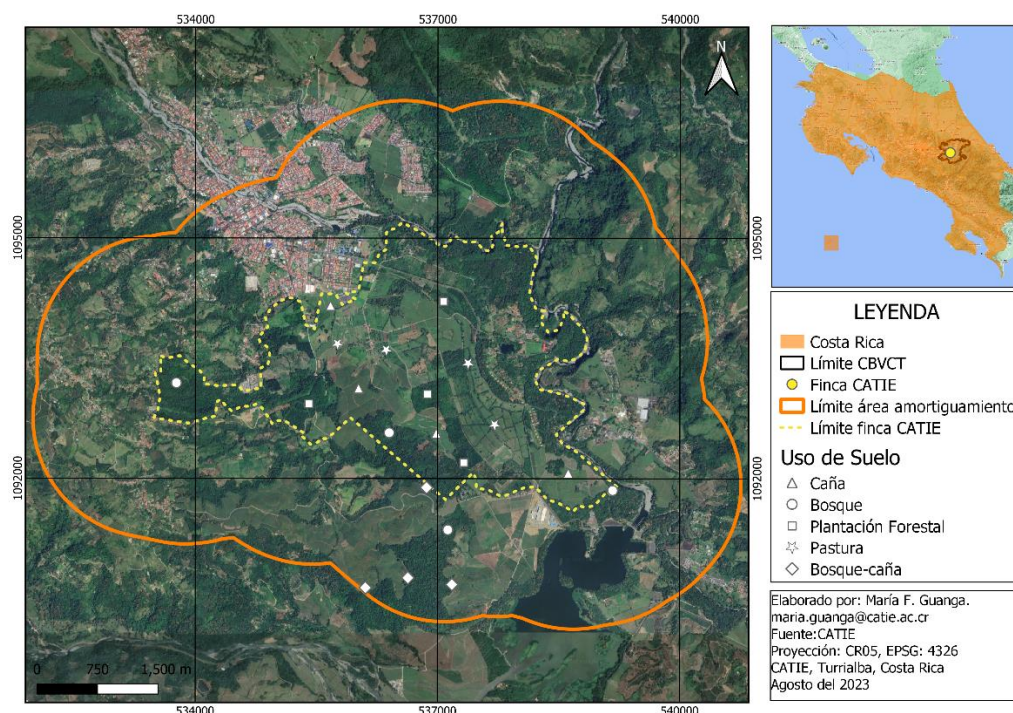 534000
537000
540000
N
1095000
1095000
1092000
1092000
0 750 1,500 m
534000
537000
540000
LEYENDA
Costa Rica
Límite CBVCT
Finca CATIE
Límite área amortiguamiento
Límite finca CATIE
Uso de Suelo
Caña
Bosque
Plantación Forestal
Pastura
Bosque-caña
Elaborado por: María F. Guanga.
maria.guanga@catie.ac.cr
Fuente:CATIE
Proyección: CR05, EPSG: 4326
CATIE, Turrialba, Costa Rica
Agosto del 2023